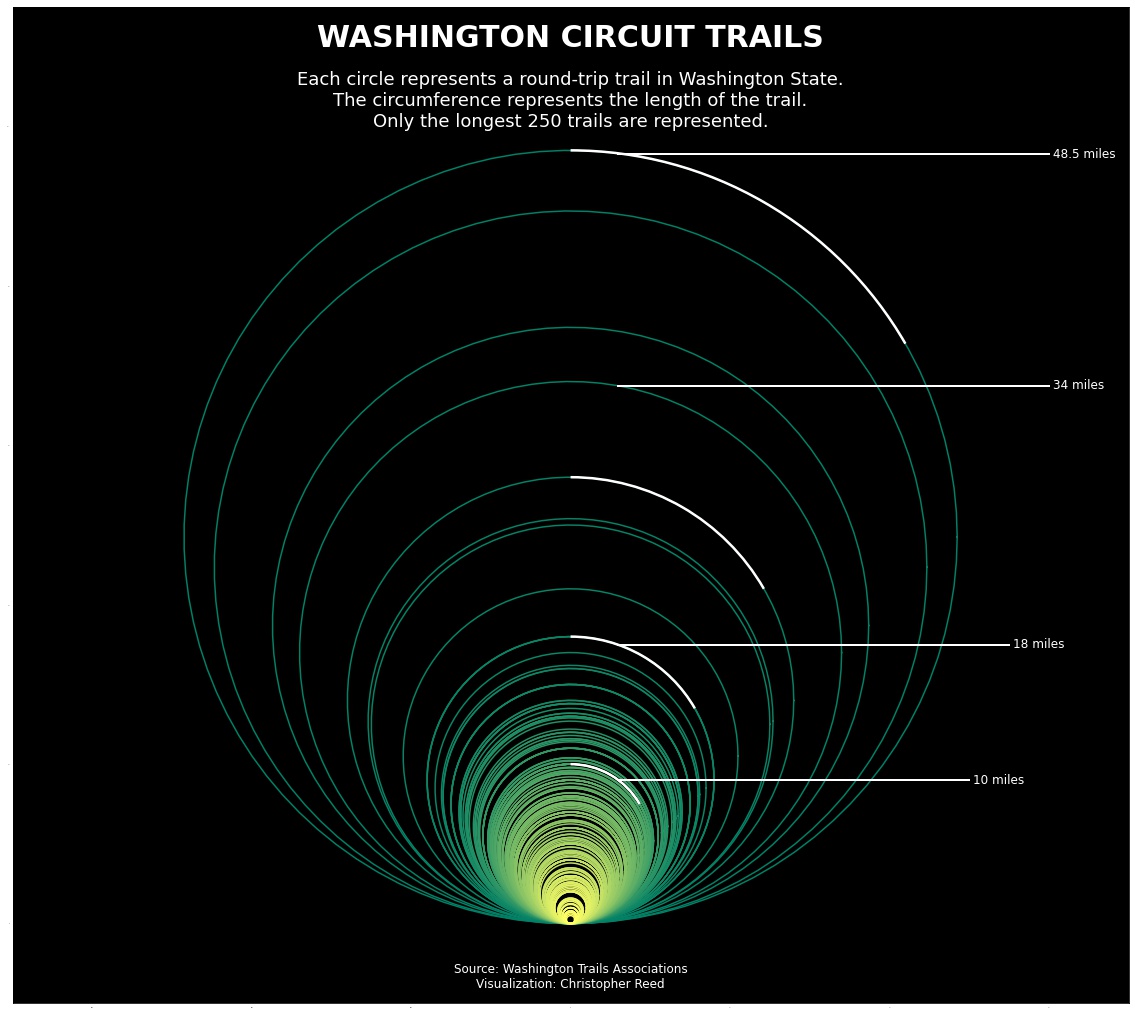 WASHINGTON CIRCUIT TRAILS
Each circle represents a round-trip trail in Washington State.
The circumference represents the length of the trail.
Only the longest 250 trails are represented.
48.5 miles
34 miles
18 miles
10 miles
Source: Washington Trails Associations
Visualization: Christopher Reed